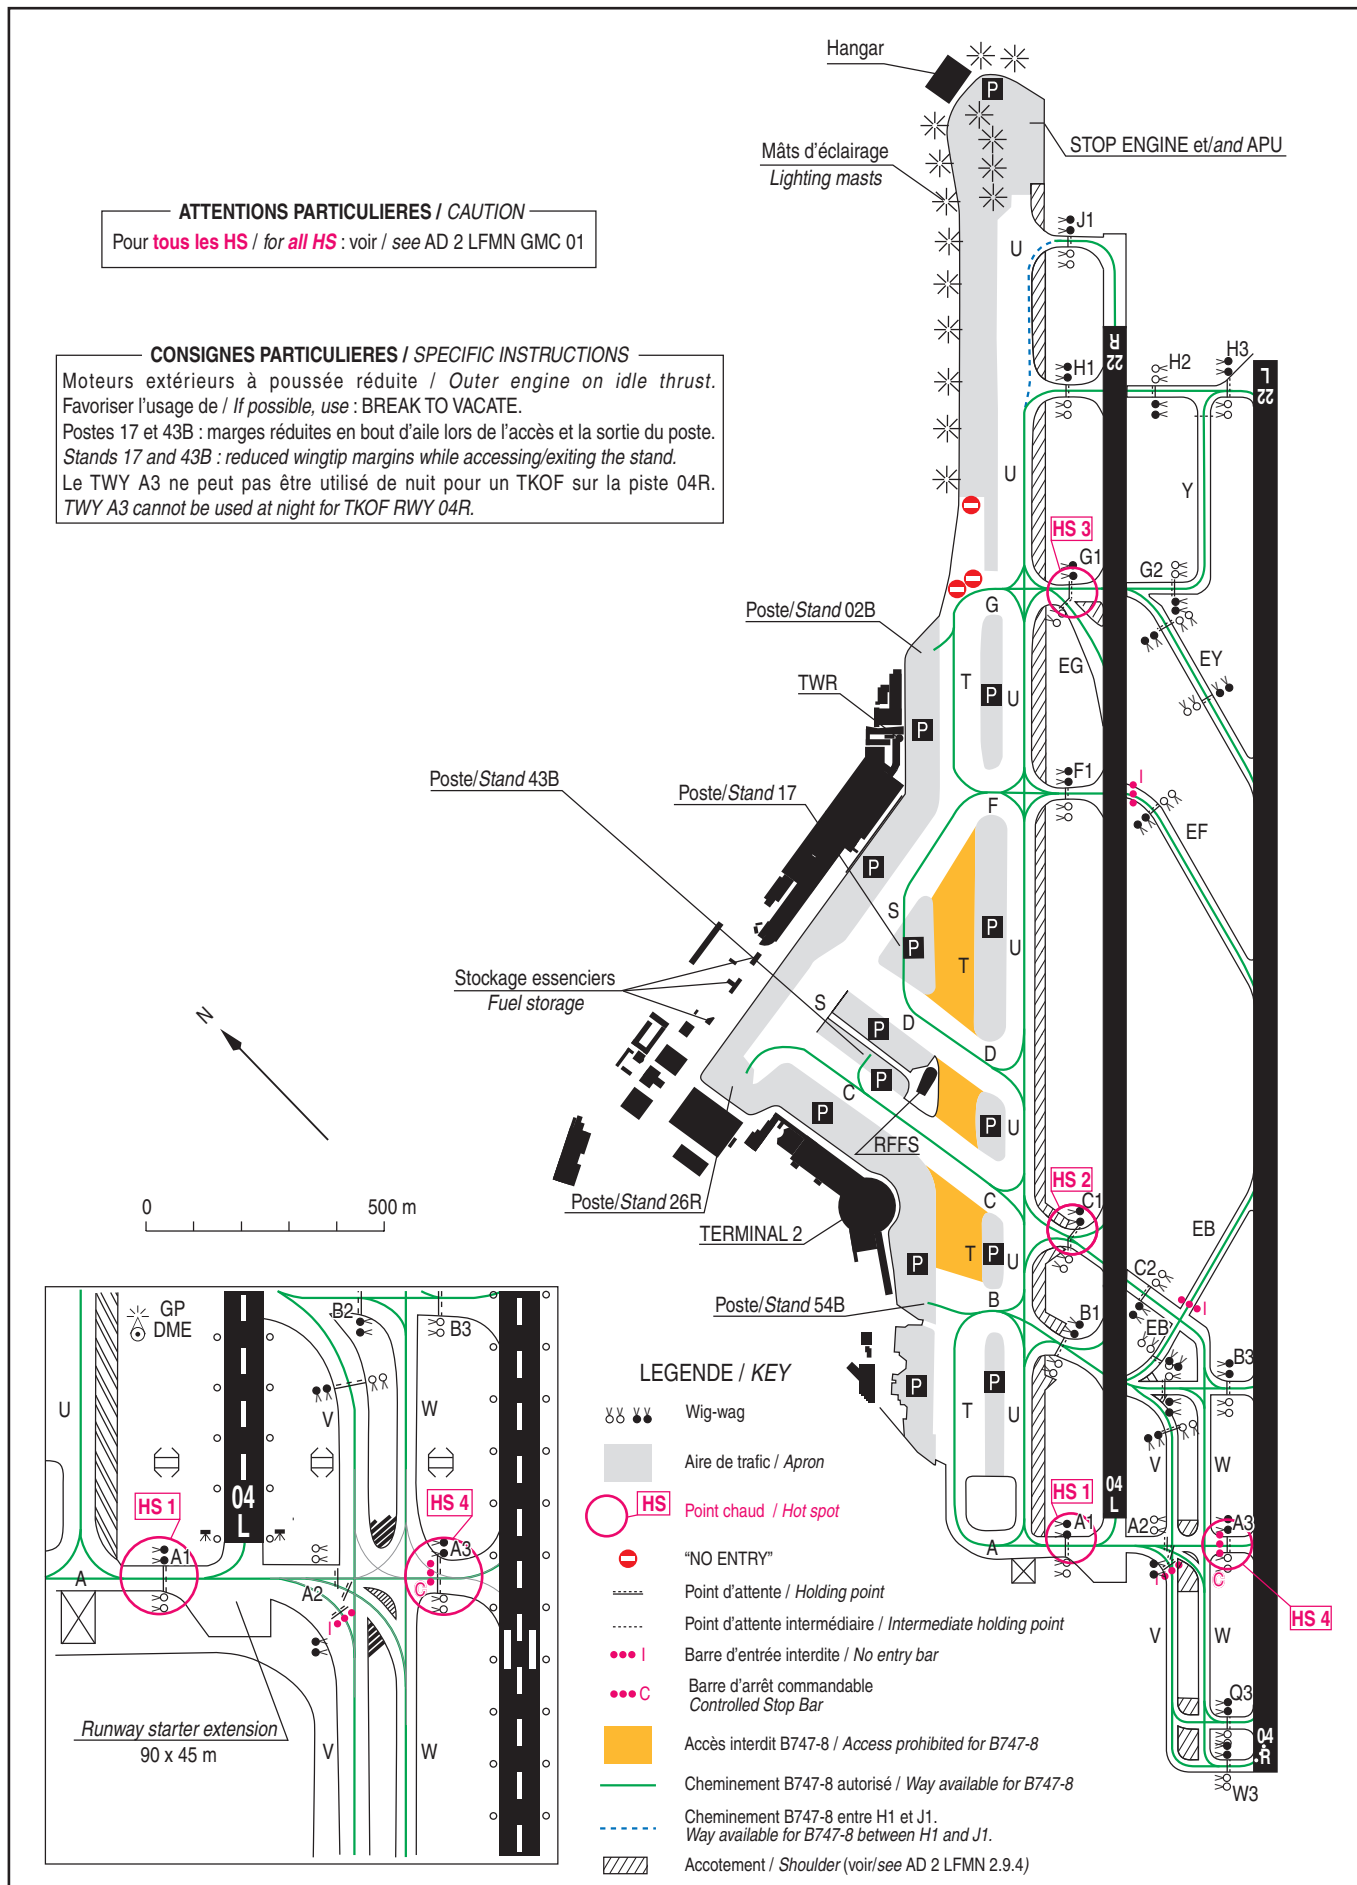 Hangar
P
STOP ENGINE et/and APU
Mâts d'éclairage
Lighting masts
ATTENTIONS PARTICULIERES / CAUTION
Pour tous les HS / for all HS : voir / see AD 2 LFMN GMC 01
J1
U
CONSIGNES PARTICULIERES / SPECIFIC INSTRUCTIONS
Moteurs extérieurs à poussée réduite / Outer engine on idle thrust.
Favoriser l'usage de / If possible, use : BREAK TO VACATE.
Postes 17 et 43B : marges réduites en bout d'aile lors de l'accès et la sortie du poste.
Stands 17 and 43B : reduced wingtip margins while accessing/exiting the stand.
Le TWY A3 ne peut pas être utilisé de nuit pour un TKOF sur la piste 04R.
TWY A3 cannot be used at night for TKOF RWY 04R.
22
R
H1
H2
H3
22
L
U
Y
HS 3
G1
G2
G
Poste/Stand 02B
EG
EY
T
P
U
TWR
P
F1
I
Poste/Stand 43B
Poste/Stand 17
F
EF
P
S
P
P
U
T
Stockage essenciers
Fuel storage
S
P
D
D
N
C
P
P
P
U
RFFS
HS 2
C1
Poste/Stand 26R
TERMINAL 2
C
T
P
U
P
EB
C2
I
0
500 m
Poste/Stand 54B
B
B1
EB
B3
P
P
T
U
V
W
HS 1
04
L
A1
A2
A3
A
I
C
HS 4
V
W
Q3
04
R
W3
GP
DME
B2
B3
U
V
W
HS 1
04
L
HS 4
A1
A3
A
A2
C
I
Runway starter extension
90 x 45 m
V
W
LEGENDE / KEY
Wig-wag
Aire de trafic / Apron
HS
Point chaud / Hot spot
“NO ENTRY”
Point d'attente / Holding point
Point d'attente intermédiaire / Intermediate holding point
I
Barre d'entrée interdite / No entry bar
C
Barre d'arrêt commandable
Controlled Stop Bar
Accès interdit B747-8 / Access prohibited for B747-8
Cheminement B747-8 autorisé / Way available for B747-8
Cheminement B747-8 entre H1 et J1.
Way available for B747-8 between H1 and J1.
Accotement / Shoulder (voir/see AD 2 LFMN 2.9.4)